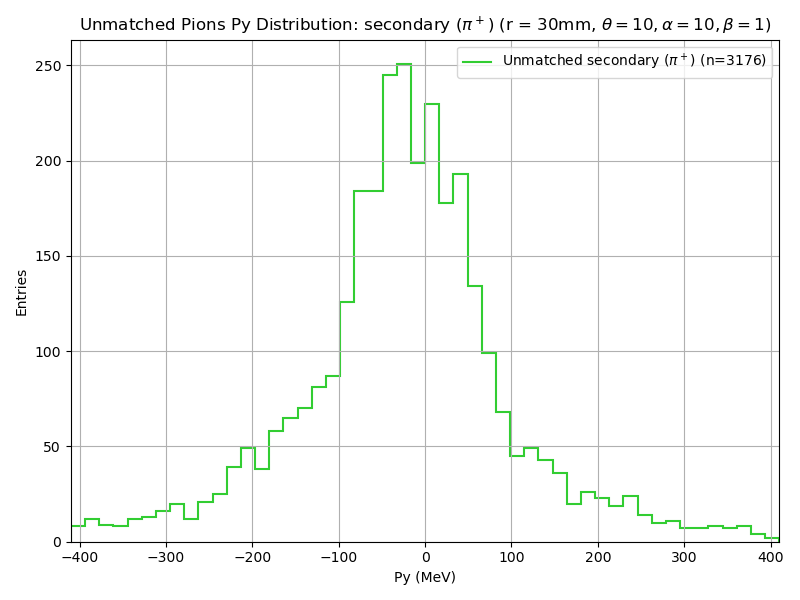 Unmatched Pions Py Distribution: secondary (π⁺) (r = 30mm, θ = 10, α = 10, β = 1)
Unmatched secondary (π⁺) (n=3176)
250
200
150
100
50
0
Entries
−400 −300 −200 −100 0 100 200 300 400
Py (MeV)